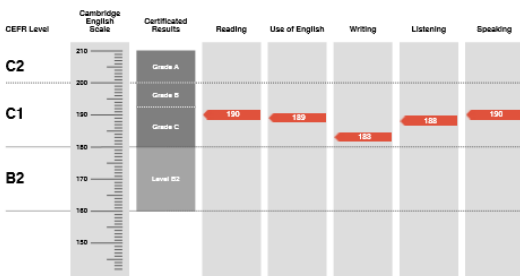 CEFR Level
Cambridge
English
Scale
Certificated
Results
Reading
Use of English
Writing
Listening
Speaking
210
C2
Grade A
200
Grade B
C1
190
190
189
183
188
190
Grade C
180
B2
170
Level B2
160
150